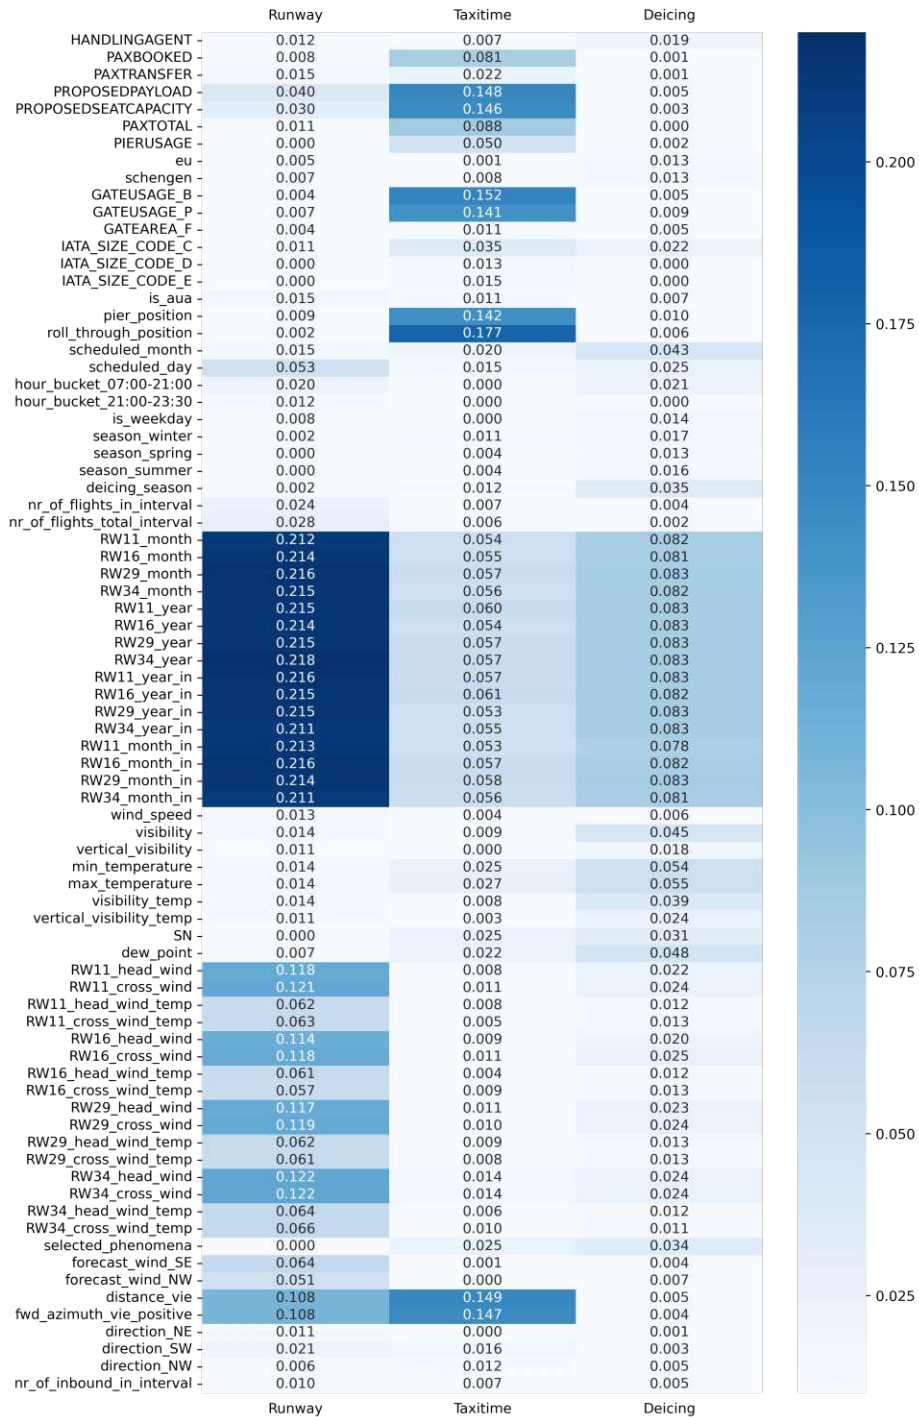 Runway Taxitime Deicing
HANDLINGAGENT 0.012 0.007 0.019
PAXBOOKED 0.008 0.081 0.001
PAXTRANSFER 0.015 0.022 0.001
PROPOSEDPAYLOAD 0.040 0.148 0.005
PROPOSEDSEATCAPACITY 0.030 0.146 0.003
PAXTOTAL 0.011 0.088 0.000
PIERUSAGE 0.000 0.050 0.002
eu 0.005 0.001 0.013
schengen 0.007 0.008 0.013
GATEUSAGE_B 0.004 0.152 0.005
GATEUSAGE_P 0.007 0.141 0.009
GATEAREA_F 0.004 0.011 0.005
IATA_SIZE_CODE_C 0.011 0.035 0.022
IATA_SIZE_CODE_D 0.000 0.013 0.000
IATA_SIZE_CODE_E 0.000 0.015 0.000
is_aua 0.015 0.011 0.007
pier_position 0.009 0.142 0.010
roll_through_position 0.002 0.177 0.006
scheduled_month 0.015 0.020 0.043
scheduled_day 0.053 0.015 0.025
hour_bucket_07:00-21:00 0.020 0.000 0.021
hour_bucket_21:00-23:30 0.012 0.000 0.000
is_weekday 0.008 0.000 0.014
season_winter 0.002 0.011 0.017
season_spring 0.000 0.004 0.013
season_summer 0.000 0.004 0.016
deicing_season 0.002 0.012 0.035
nr_of_flights_in_interval 0.024 0.007 0.004
nr_of_flights_total_interval 0.028 0.006 0.002
RW11_month 0.212 0.054 0.082
RW16_month 0.214 0.055 0.081
RW29_month 0.216 0.057 0.083
RW34_month 0.215 0.056 0.082
RW11_year 0.215 0.060 0.083
RW16_year 0.214 0.054 0.083
RW29_year 0.215 0.057 0.083
RW34_year 0.218 0.057 0.083
RW11_year_in 0.216 0.057 0.083
RW16_year_in 0.215 0.061 0.082
RW29_year_in 0.215 0.053 0.083
RW34_year_in 0.211 0.055 0.083
RW11_month_in 0.213 0.053 0.078
RW16_month_in 0.216 0.057 0.082
RW29_month_in 0.214 0.058 0.083
RW34_month_in 0.211 0.056 0.081
wind_speed 0.013 0.004 0.006
visibility 0.014 0.009 0.045
vertical_visibility 0.011 0.000 0.018
min_temperature 0.014 0.025 0.054
max_temperature 0.014 0.027 0.055
visibility_temp 0.014 0.008 0.039
vertical_visibility_temp 0.011 0.003 0.024
SN 0.000 0.025 0.031
dew_point 0.007 0.022 0.048
RW11_head_wind 0.118 0.008 0.022
RW11_cross_wind 0.121 0.011 0.024
RW11_head_wind_temp 0.062 0.008 0.012
RW11_cross_wind_temp 0.063 0.005 0.013
RW16_head_wind 0.114 0.009 0.020
RW16_cross_wind 0.118 0.011 0.025
RW16_head_wind_temp 0.061 0.004 0.012
RW16_cross_wind_temp 0.057 0.009 0.013
RW29_head_wind 0.117 0.011 0.023
RW29_cross_wind 0.119 0.010 0.024
RW29_head_wind_temp 0.062 0.009 0.013
RW29_cross_wind_temp 0.061 0.008 0.013
RW34_head_wind 0.122 0.014 0.024
RW34_cross_wind 0.122 0.014 0.024
RW34_head_wind_temp 0.064 0.006 0.012
RW34_cross_wind_temp 0.066 0.010 0.011
selected_phenomena 0.000 0.025 0.034
forecast_wind_SE 0.064 0.001 0.004
forecast_wind_NW 0.051 0.000 0.007
distance_vie 0.108 0.149 0.005
fwd_azimuth_vie_positive 0.108 0.147 0.004
direction_NE 0.011 0.000 0.001
direction_SW 0.021 0.016 0.003
direction_NW 0.006 0.012 0.005
nr_of_inbound_in_interval 0.010 0.007 0.005
Runway Taxitime Deicing
0.200
0.175
0.150
0.125
0.100
0.075
0.050
0.025